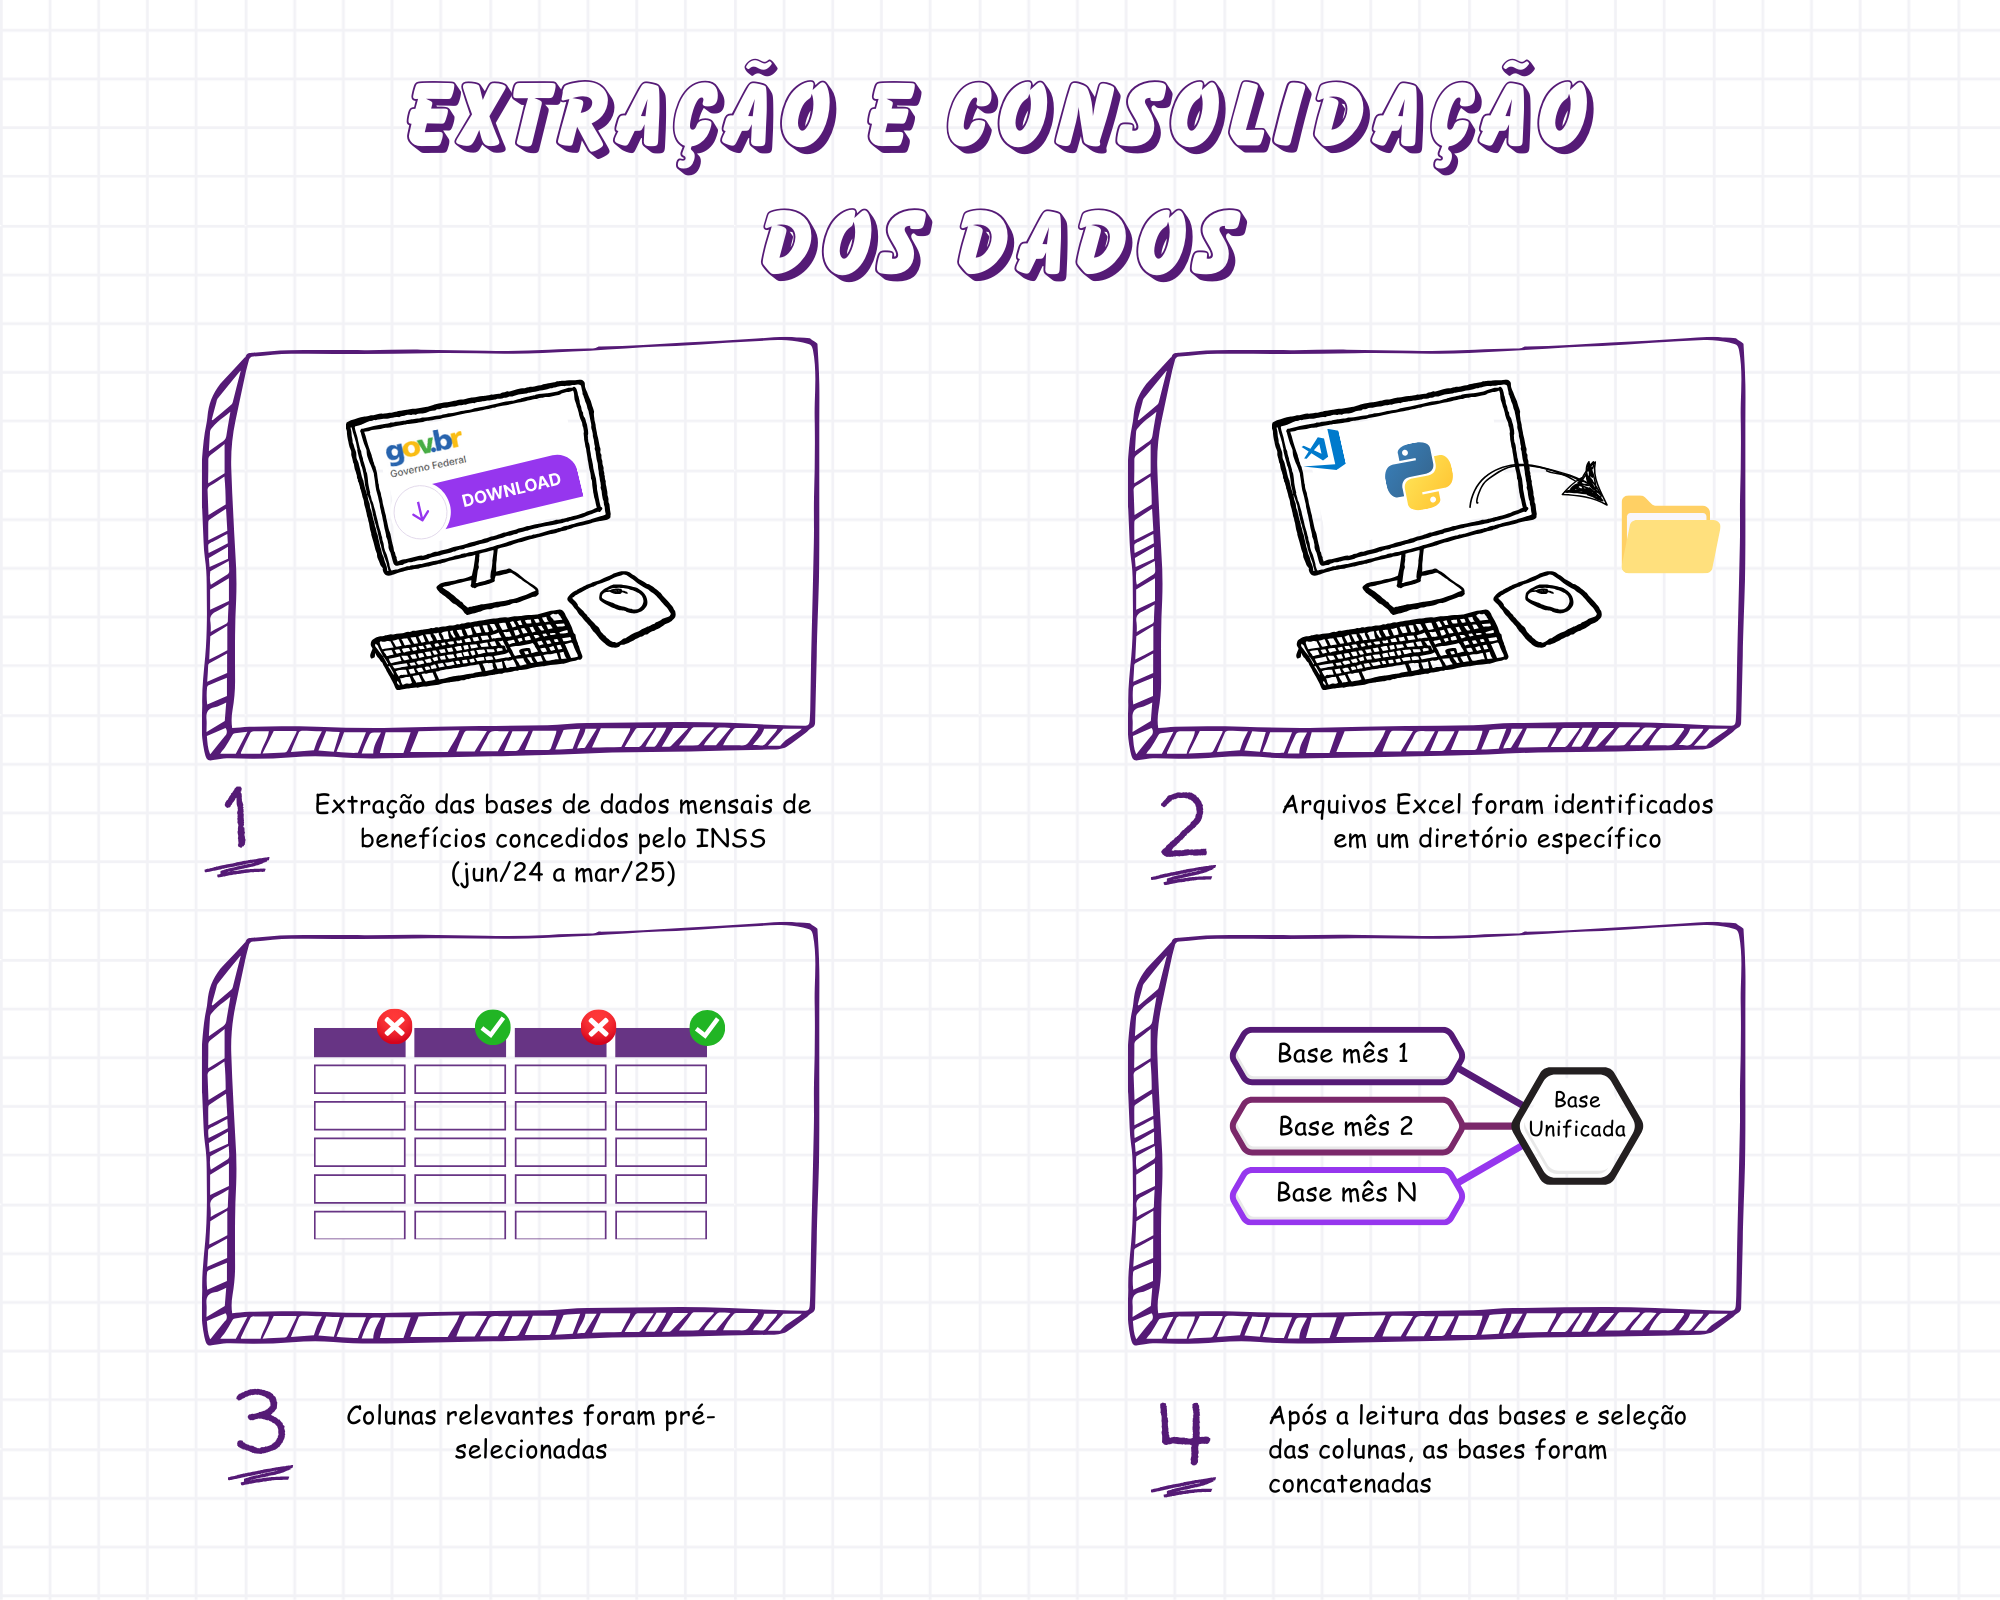 EXTRAÇÃO E CONSOLIDAÇÃO
DOS DADOS
gov.br
Governo Federal
DOWNLOAD
1
Extração das bases de dados mensais de
benefícios concedidos pelo INSS
(jun/24 a mar/25)
2
Arquivos Excel foram identificados
em um diretório específico
3
Colunas relevantes foram pré-
selecionadas
Base mês 1
Base mês 2
Base mês N
Base
Unificada
4
Após a leitura das bases e seleção
das colunas, as bases foram
concatenadas